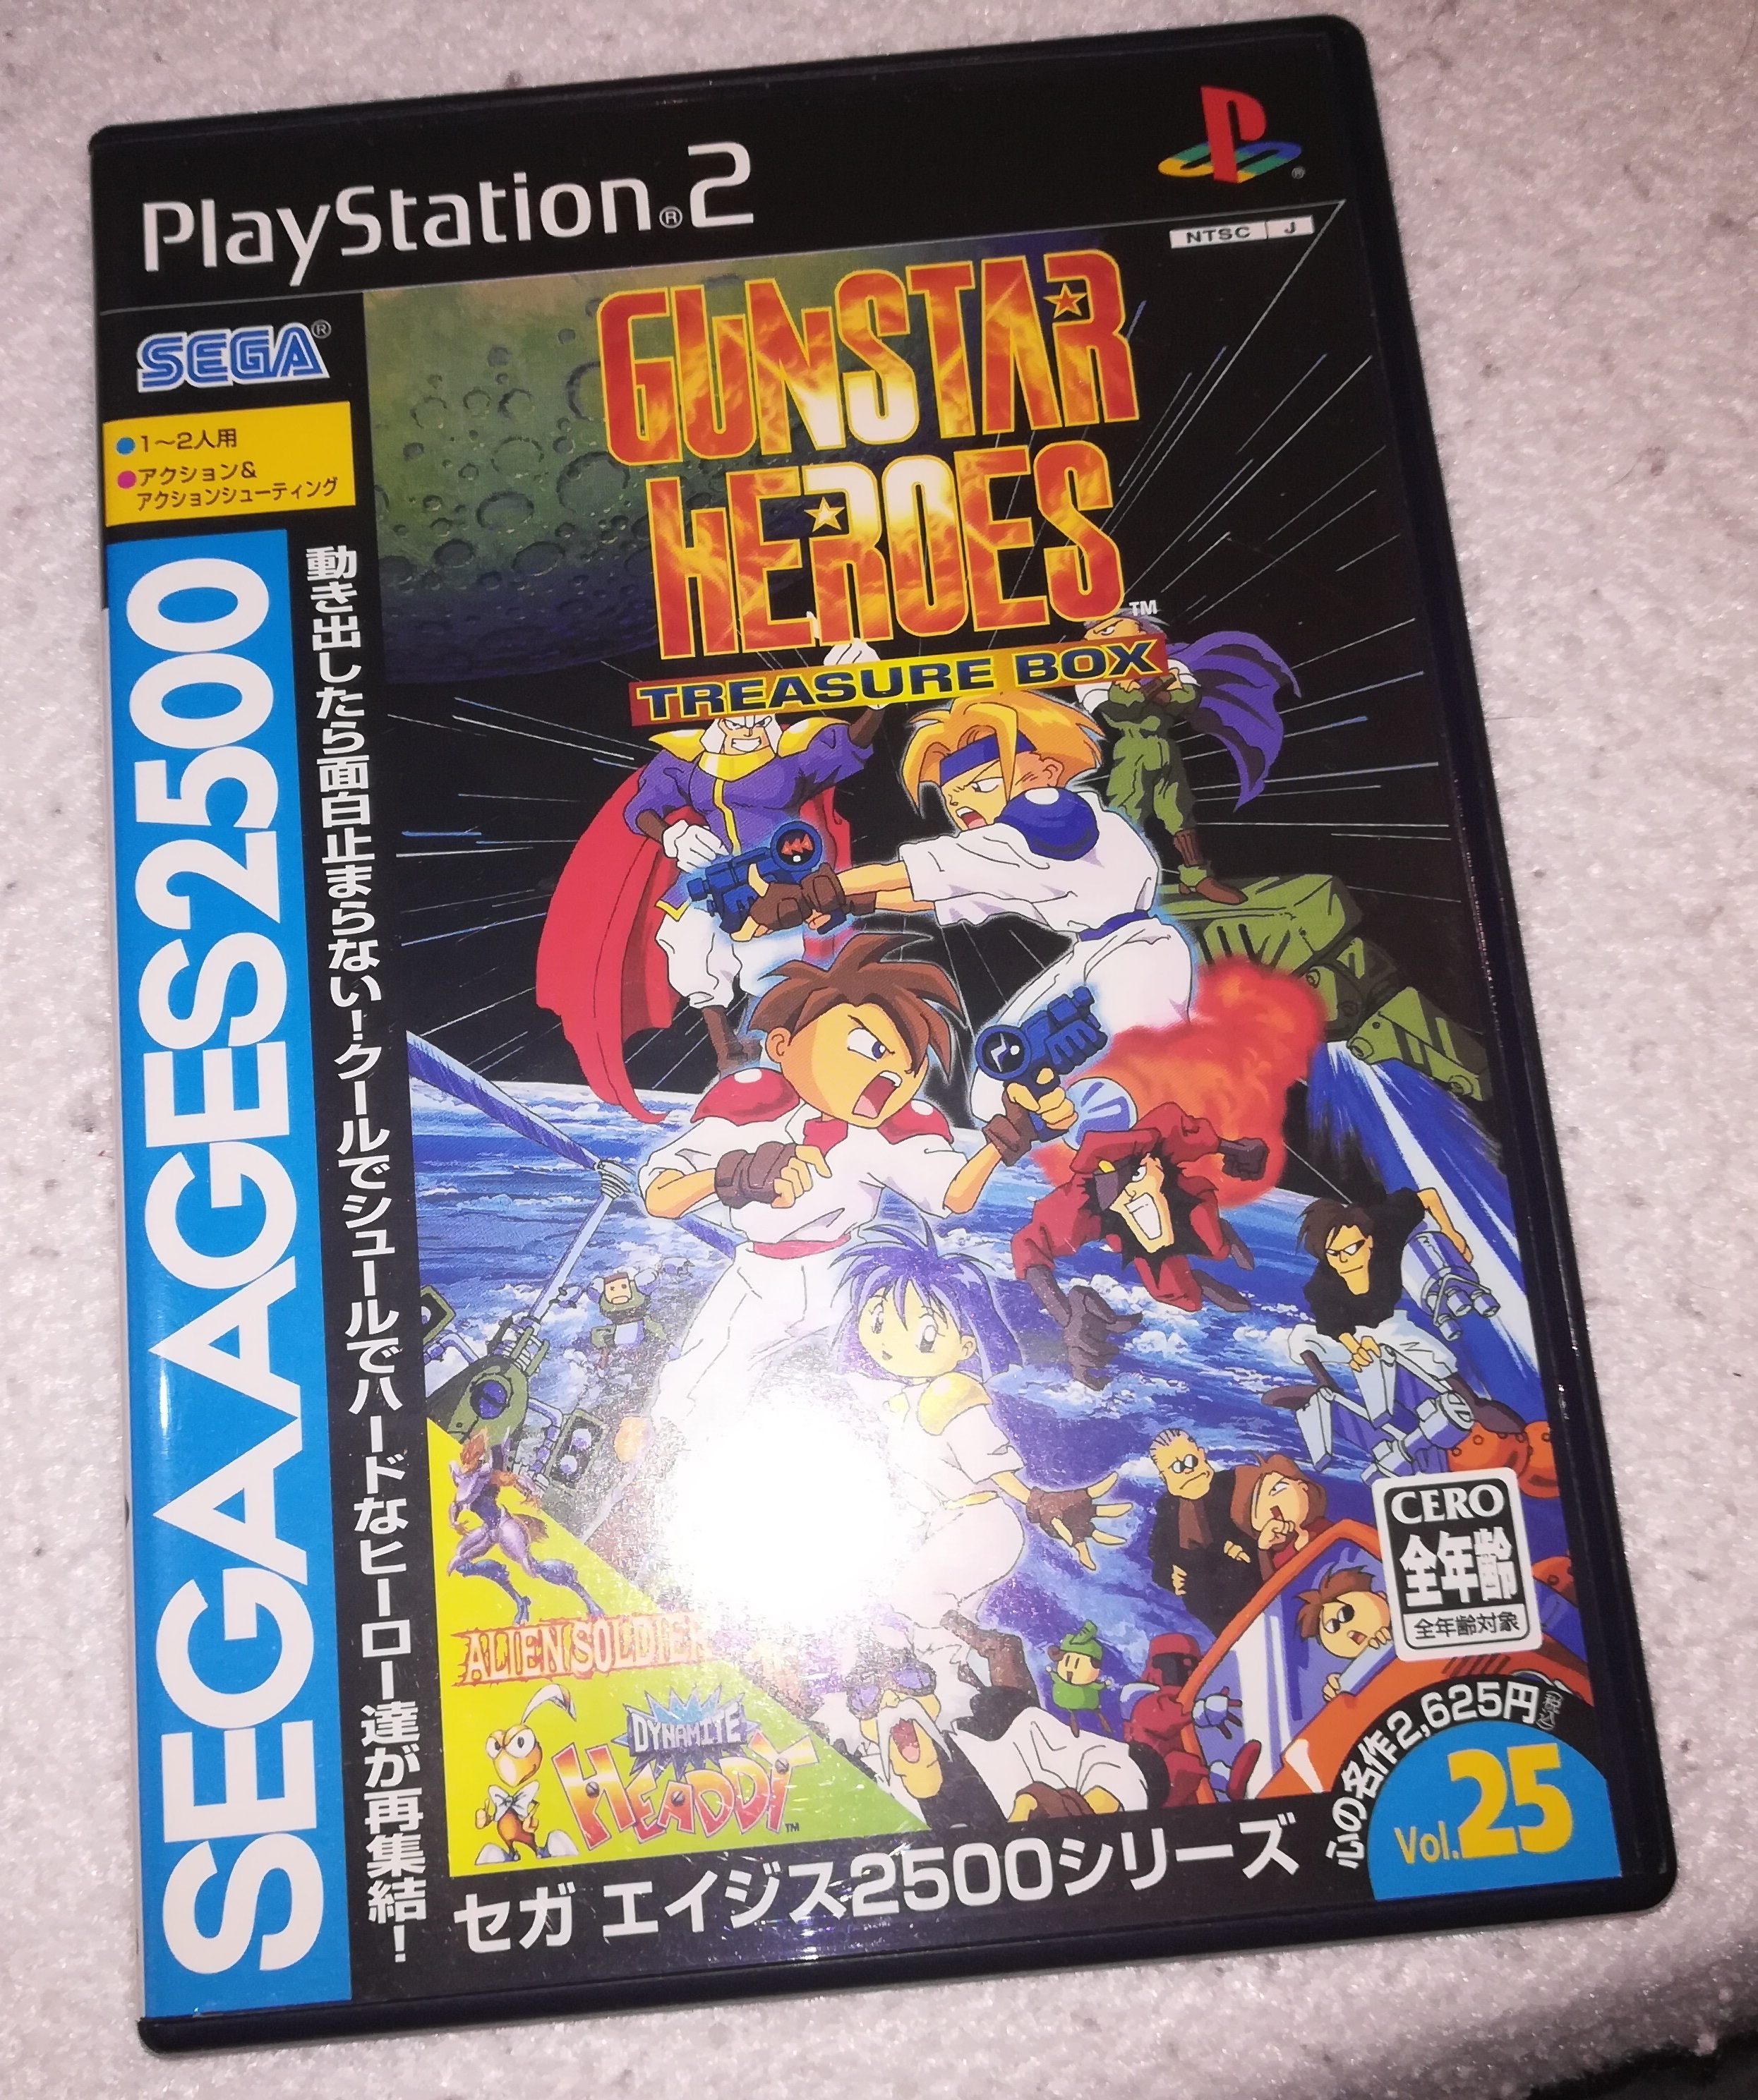 PlayStation®2
NTSC J
SEGA®
●1～2人用
●アクション&
アクションシューティング
SEGA AGES 2500
動き出したら面白止まらない!クールでシュールでハードなヒーロー達が再集結!
GUNSTAR
HEROES™
TREASURE BOX
ALIEN SOLDIER
DYNAMITE
HEADDY™
CERO
全年齢
全年齢対象
心の名作2,625円(税込)
Vol.25
セガ エイジス2500シリーズ